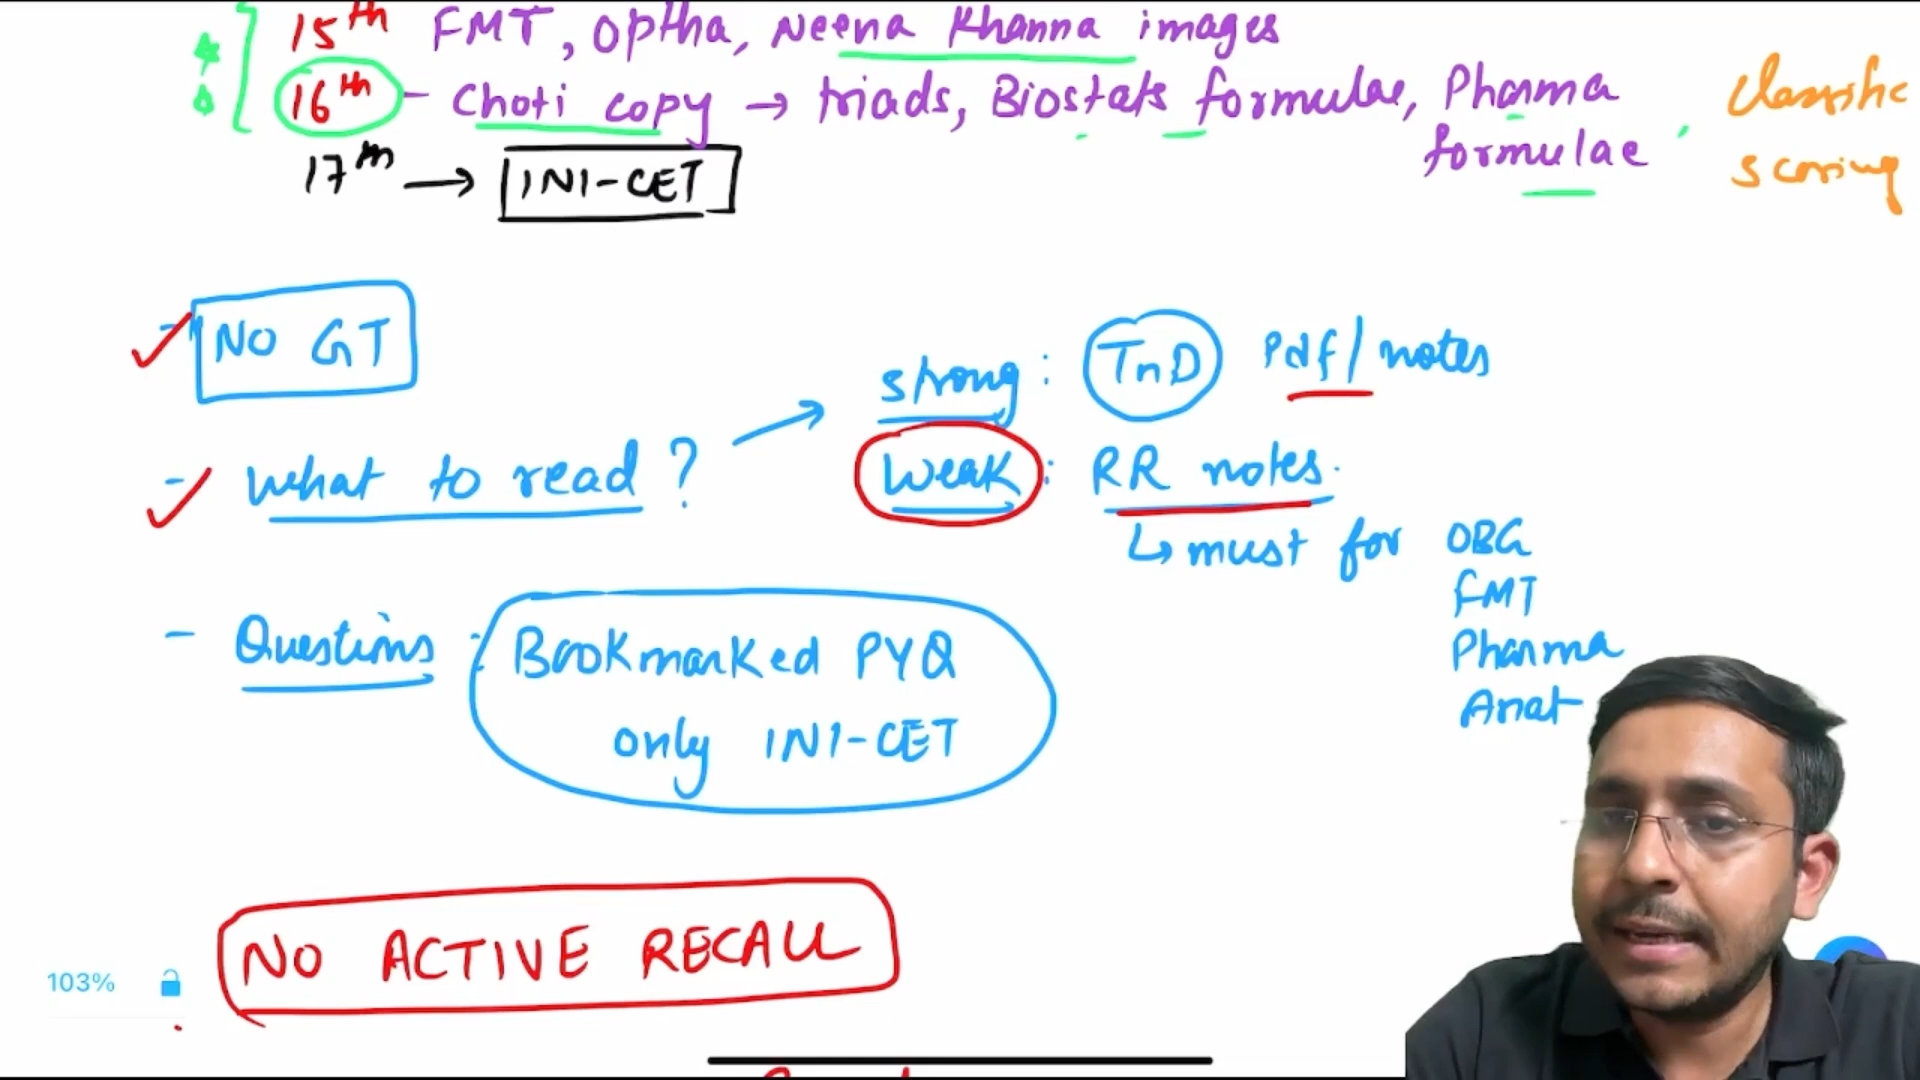 15th FMT, Optha, Neena Khanna images
16th - Choti copy → triads, Biostats formulae, Pharma formulae, classific scoring
17th → INI-CET
- NO GT
strong : TnD Pdf/notes
- What to read ? → Weak : RR notes.
↳ must for OBG
FMT
Pharma
Anat
- Questions : Bookmarked PYQ
only INI-CET
NO ACTIVE RECALL
103%